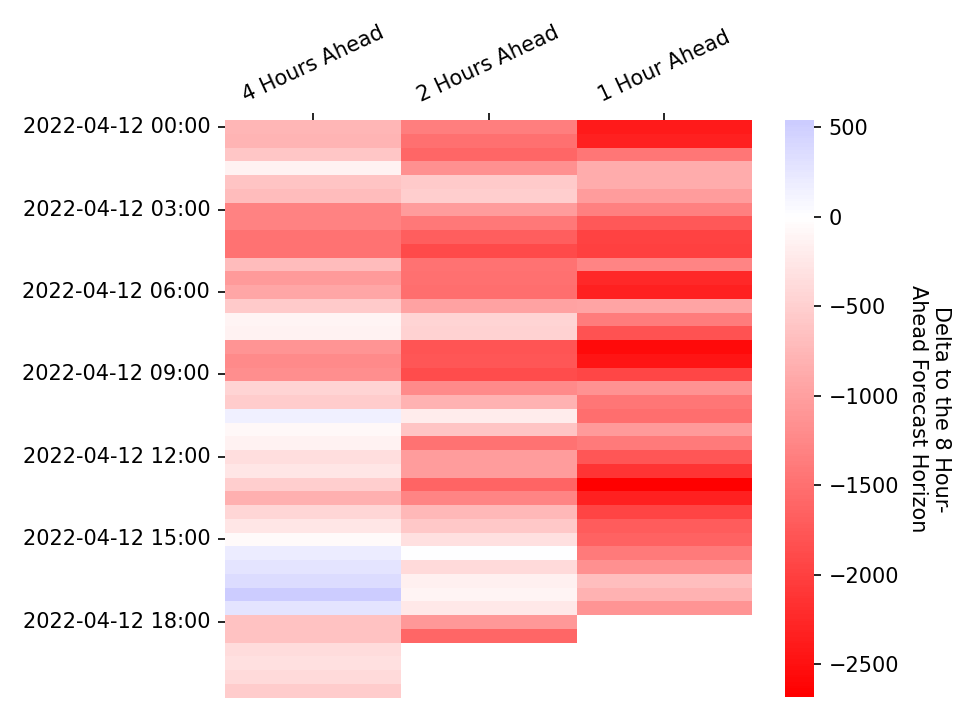 4 Hours Ahead
2 Hours Ahead
1 Hour Ahead
2022-04-12 00:00
2022-04-12 03:00
2022-04-12 06:00
2022-04-12 09:00
2022-04-12 12:00
2022-04-12 15:00
2022-04-12 18:00
500
0
−500
−1000
−1500
−2000
−2500
Delta to the 8 Hour-
Ahead Forecast Horizon